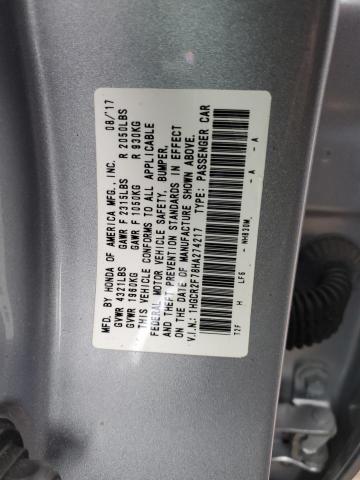 MFD. BY HONDA OF AMERICA MFG., INC. 08/17
GVWR 4321LBS GAWR F 2315LBS R 2050LBS
GVWR 1960KG GAWR F 1050KG R 930KG
THIS VEHICLE CONFORMS TO ALL APPLICABLE
FEDERAL MOTOR VEHICLE SAFETY, BUMPER,
AND THEFT PREVENTION STANDARDS IN EFFECT
ON THE DATE OF MANUFACTURE SHOWN ABOVE.
V.I.N.: 1HGCR2F78HA274217 PASSENGER CAR
T2F H LF6 NH830M - A - A